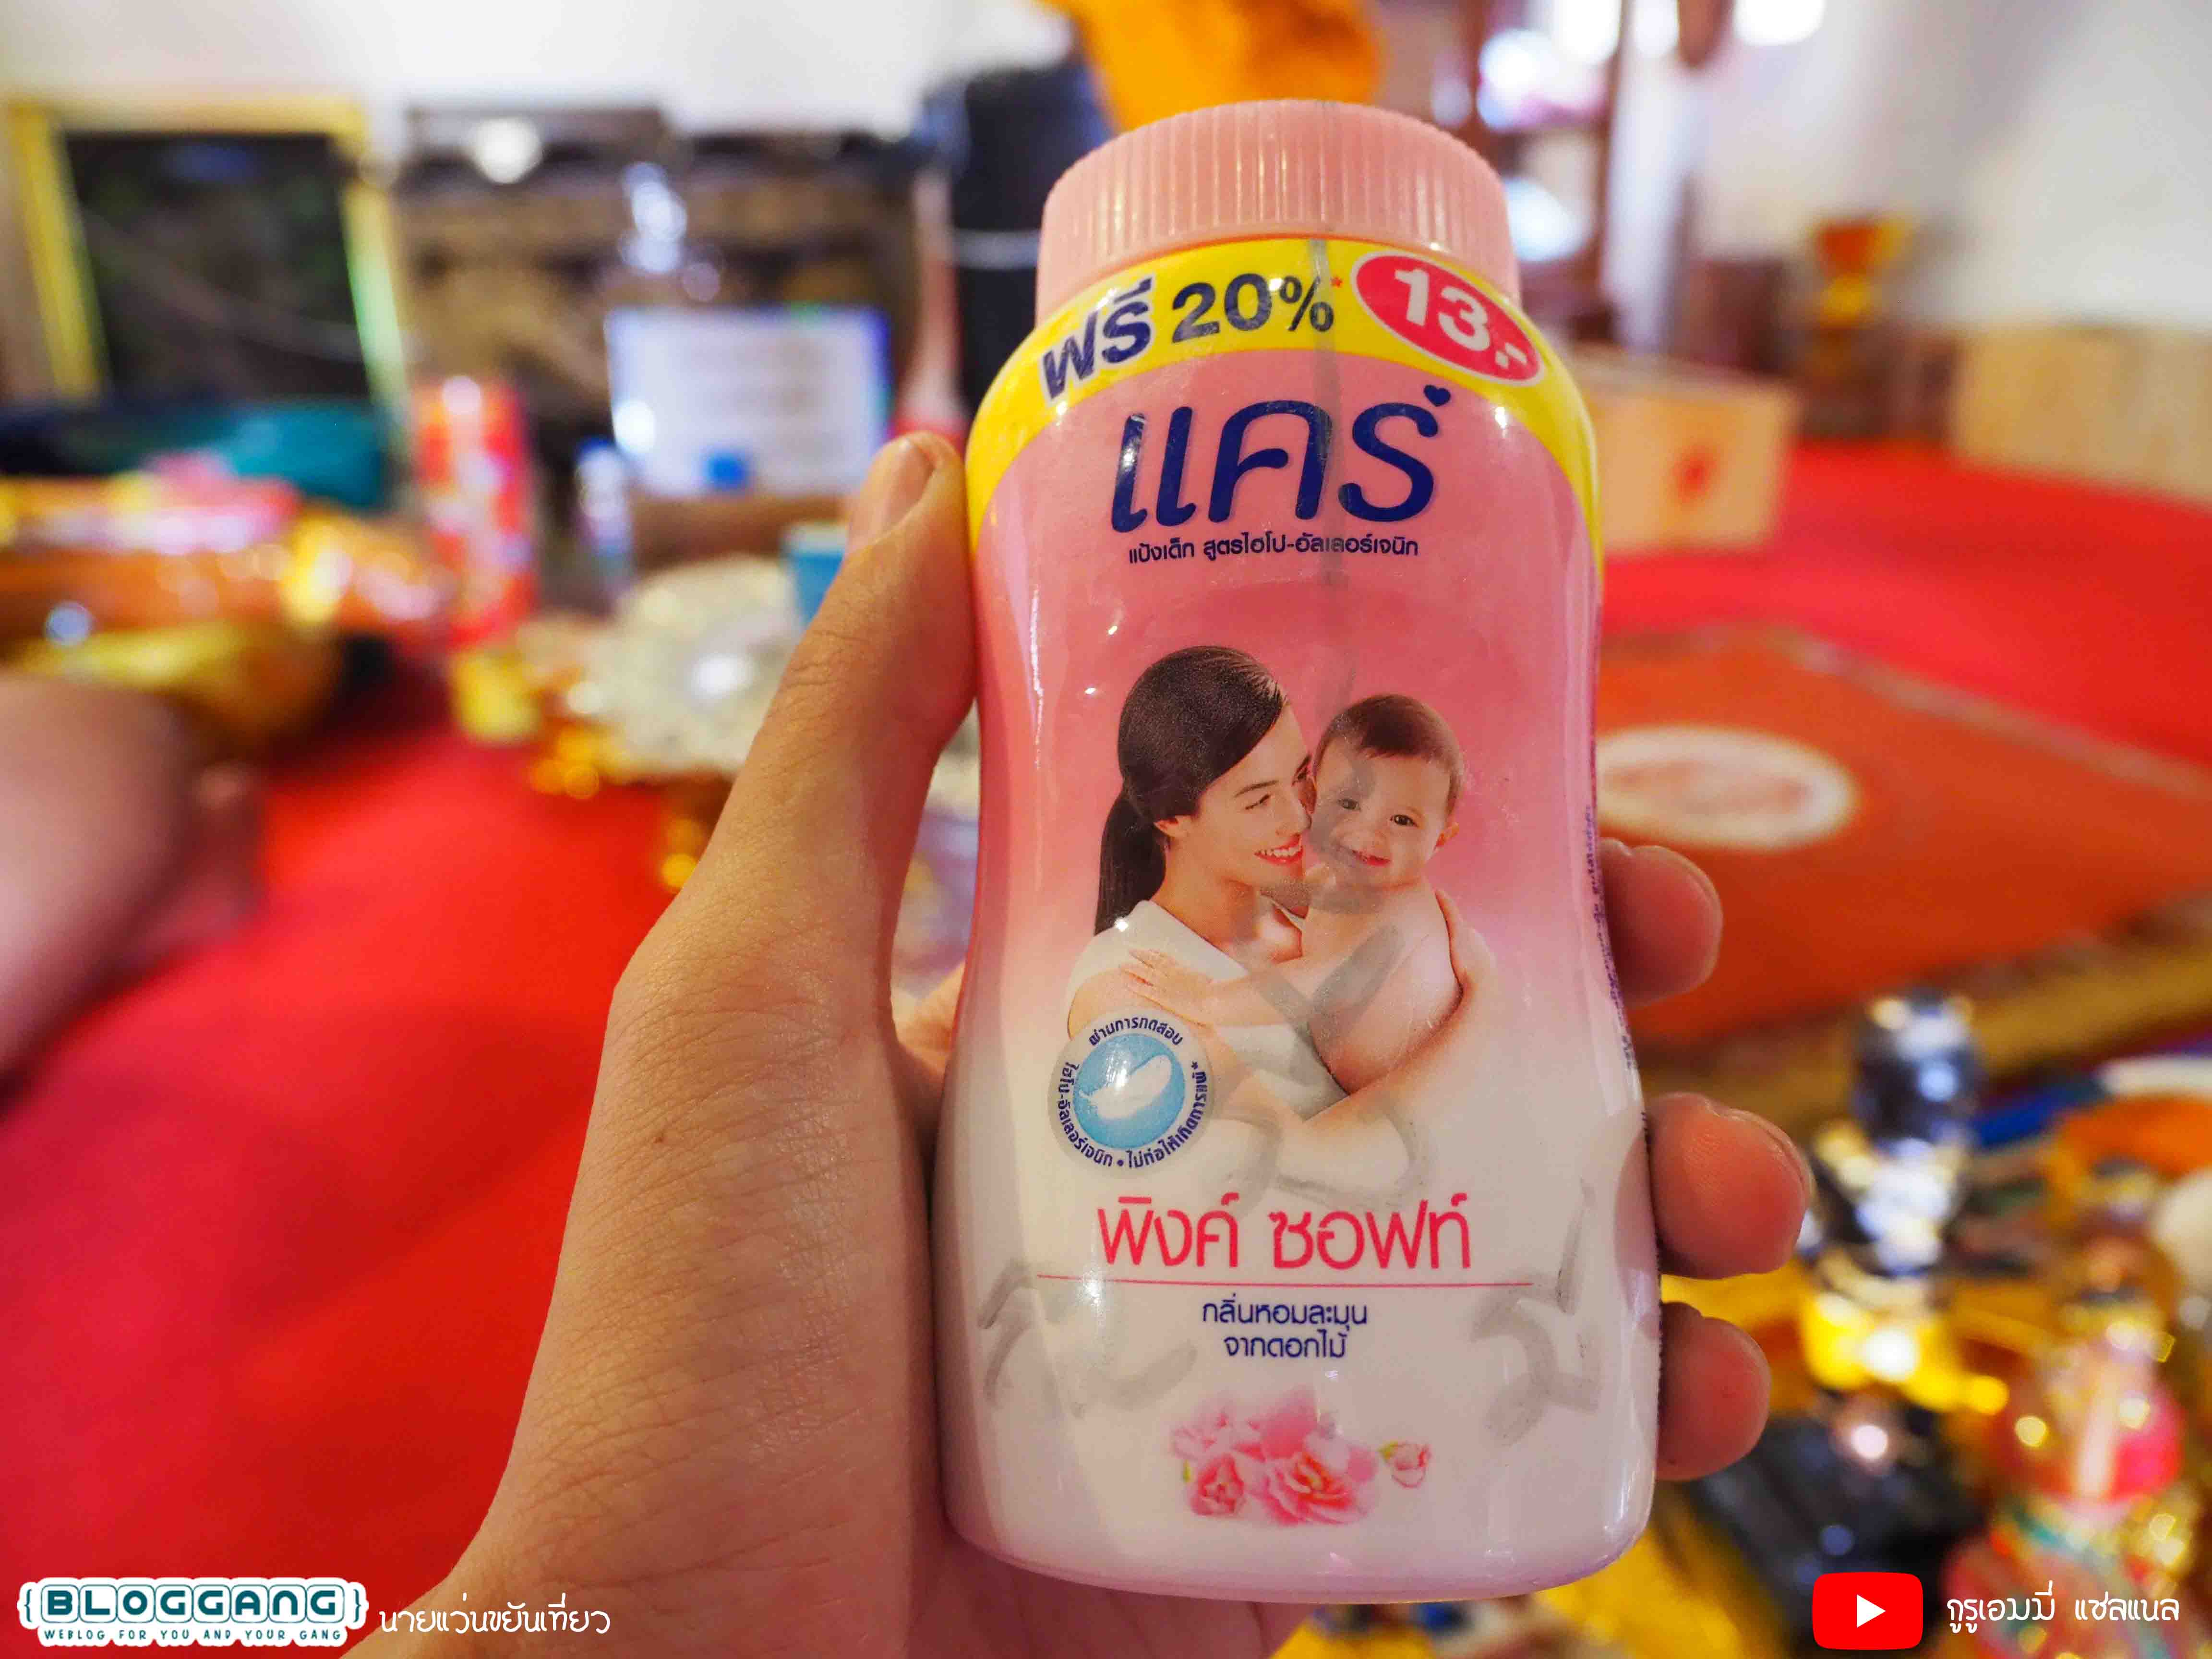 ฟรี 20%* 13.-
แคร์
แป้งเด็ก สูตรไฮโป-อัลเลอร์เจนิก
ผ่านการทดสอบ
ไฮโป-อัลเลอร์เจนิก • ไม่ก่อให้เกิดการแพ้*
พิงค์ ซอฟท์
กลิ่นหอมละมุน
จากดอกไม้
{BLOGGANG}
WEBLOG FOR YOU AND YOUR GANG
นายแว่นขยันเที่ยว
กูรูเอมมี่ แชลแนล